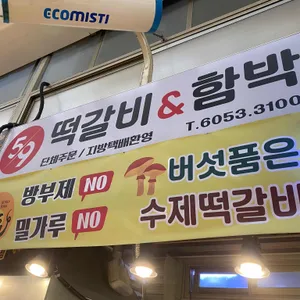 ECOMISTI
59 떡갈비 & 함박
단체주문 / 지방택배환영
T.6053.3100
방부제 NO
밀가루 NO
버섯품은
수제떡갈비